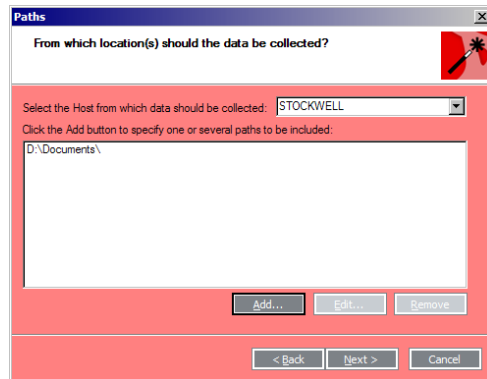 Paths
From which location(s) should the data be collected?
Select the Host from which data should be collected: STOCKWELL
Click the Add button to specify one or several paths to be included:
D:\Documents\
Add... Edit... Remove
< Back Next > Cancel